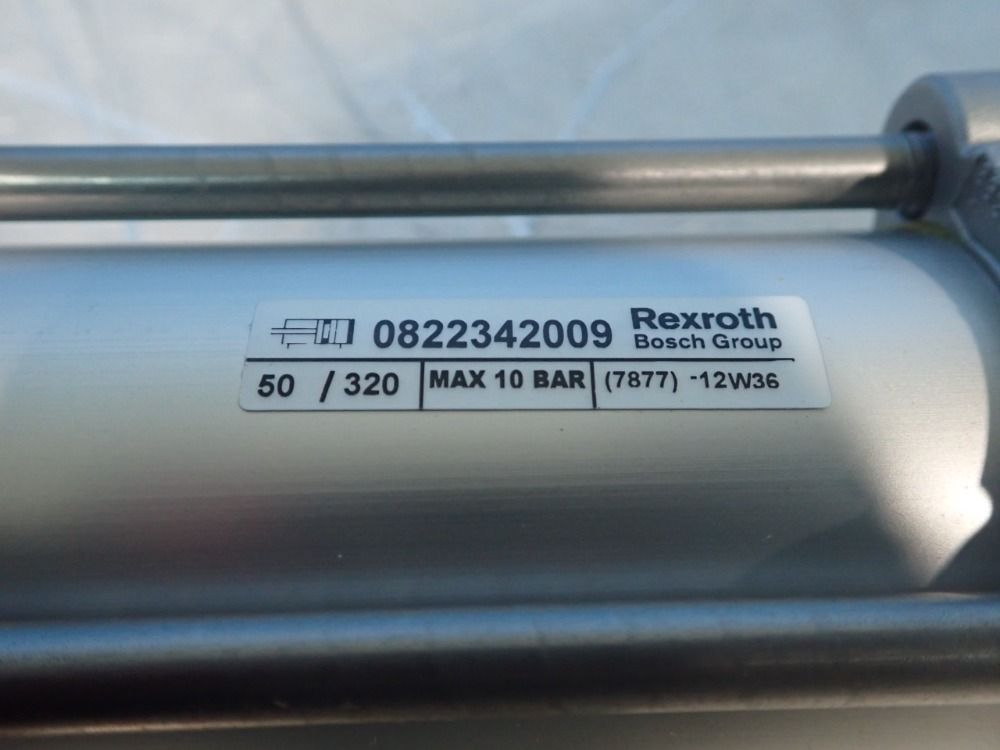 0822342009 Rexroth
Bosch Group
50 / 320 MAX 10 BAR (7877) -12W36